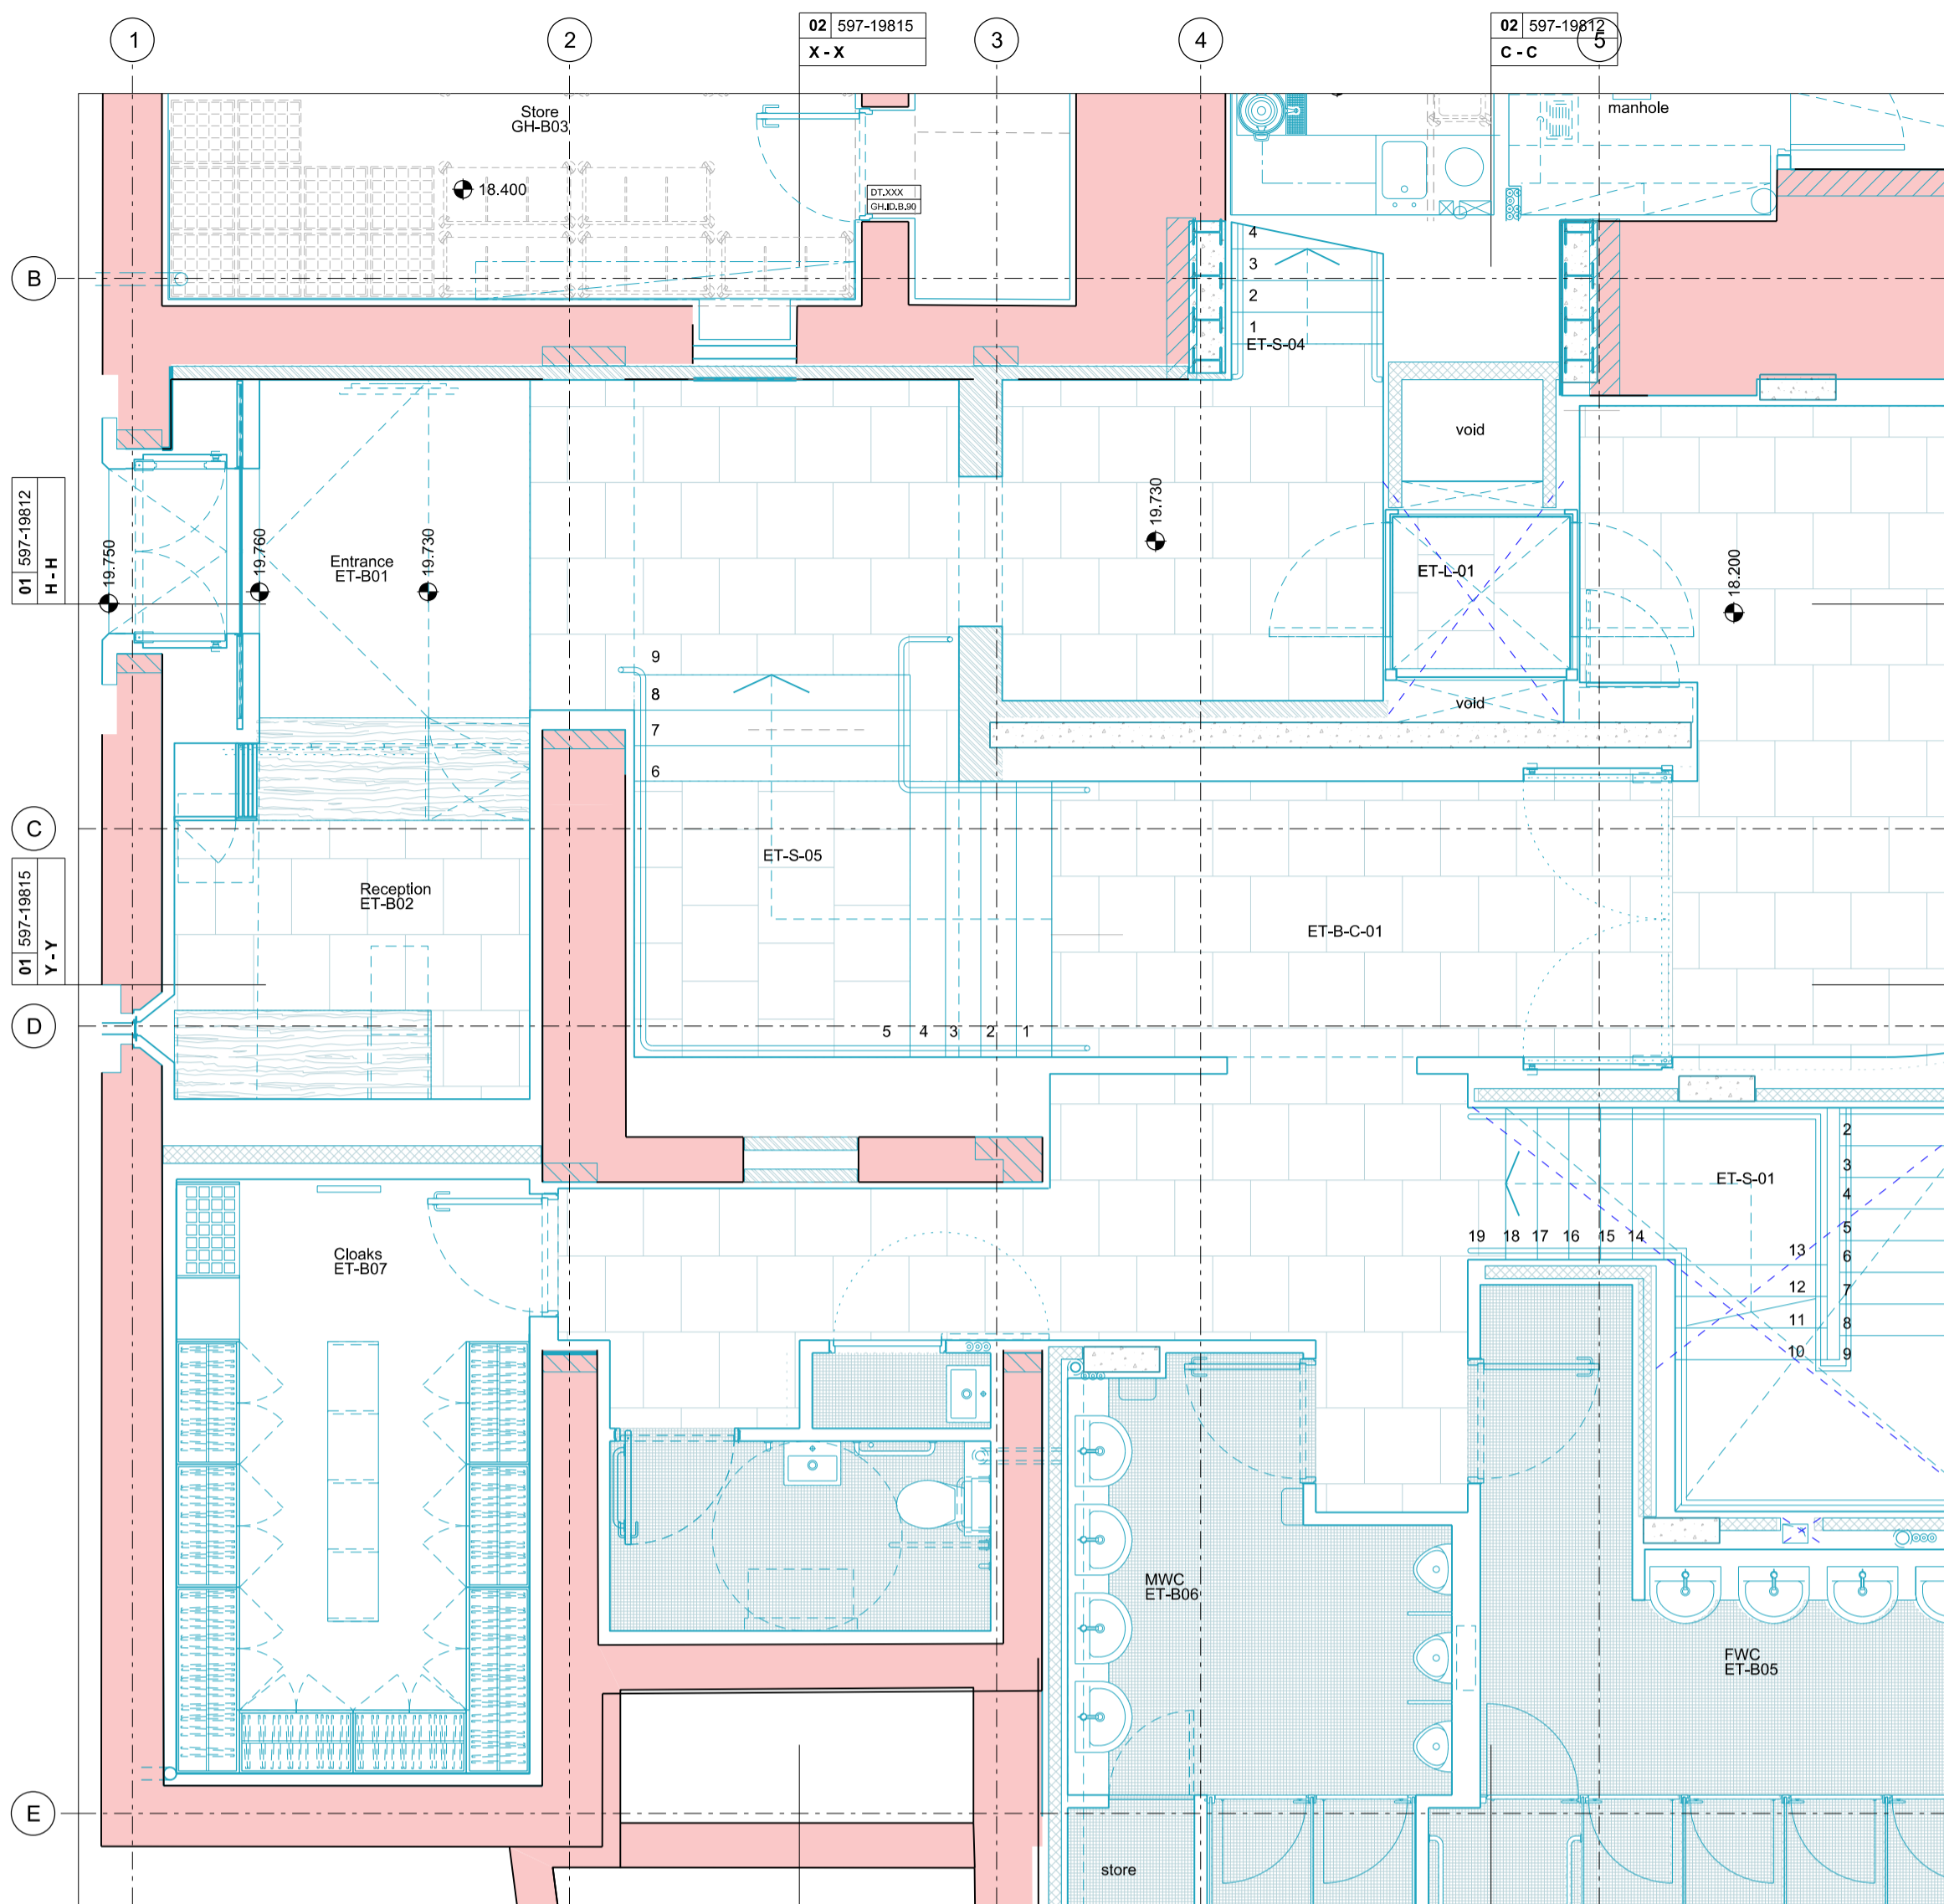 1
2
3
4
5
02 597-19815
X - X
02 597-19812
C - C
Store
GH-B03
18.400
DT.XXX
GH.ID.B.90
manhole
B
4
3
2
1
ET-S-04
void
01 597-19812
H - H
19.750
19.760
19.730
Entrance
ET-B01
19.730
ET-L-01
18.200
void
9
8
7
6
C
ET-S-05
01 597-19815
Y - Y
Reception
ET-B02
ET-B-C-01
D
5 4 3 2 1
ET-S-01
2
3
4
5
6
7
8
9
19 18 17 16 15 14
13
12
11
10
Cloaks
ET-B07
MWC
ET-B06
FWC
ET-B05
E
store